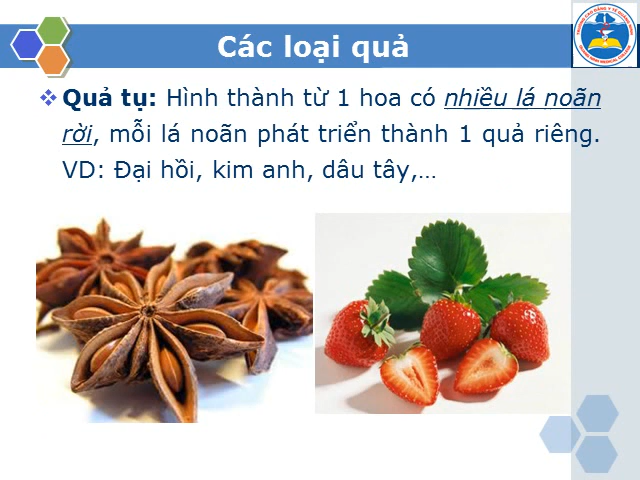 Các loại quả
Quả tụ: Hình thành từ 1 hoa có nhiều lá noãn
rời, mỗi lá noãn phát triển thành 1 quả riêng.
VD: Đại hồi, kim anh, dâu tây,...